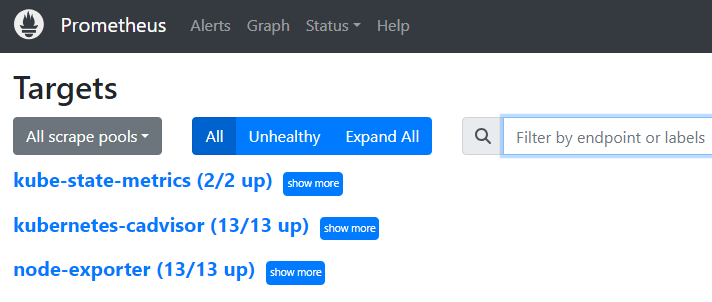 Prometheus Alerts Graph Status Help
Targets
All scrape pools All Unhealthy Expand All Filter by endpoint or labels
kube-state-metrics (2/2 up) show more
kubernetes-cadvisor (13/13 up) show more
node-exporter (13/13 up) show more